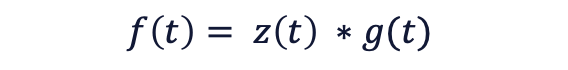 f(t) = z(t) * g(t)